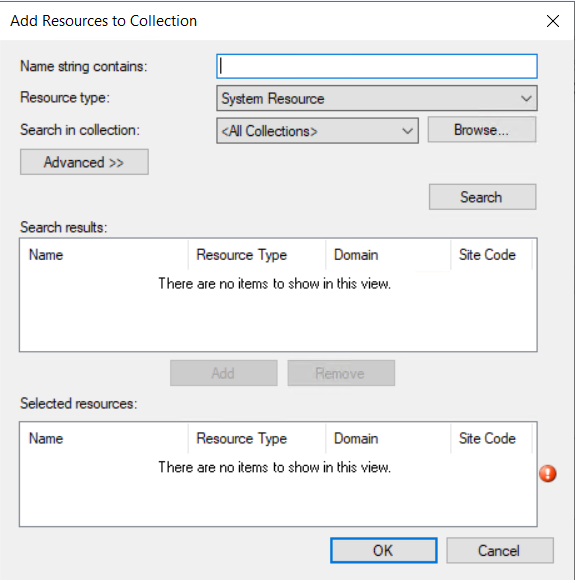 Add Resources to Collection
Name string contains:
Resource type: System Resource
Search in collection: <All Collections> Browse...
Advanced >>
Search
Search results:
Name Resource Type Domain Site Code
There are no items to show in this view.
Add Remove
Selected resources:
Name Resource Type Domain Site Code
There are no items to show in this view.
OK Cancel